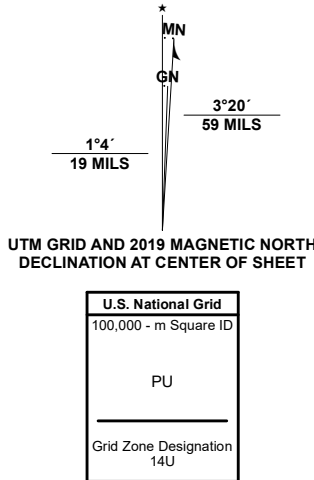 ★
MN
GN
3°20´
59 MILS
1°4´
19 MILS
UTM GRID AND 2019 MAGNETIC NORTH
DECLINATION AT CENTER OF SHEET
U.S. National Grid
100,000 - m Square ID
PU
Grid Zone Designation
14U